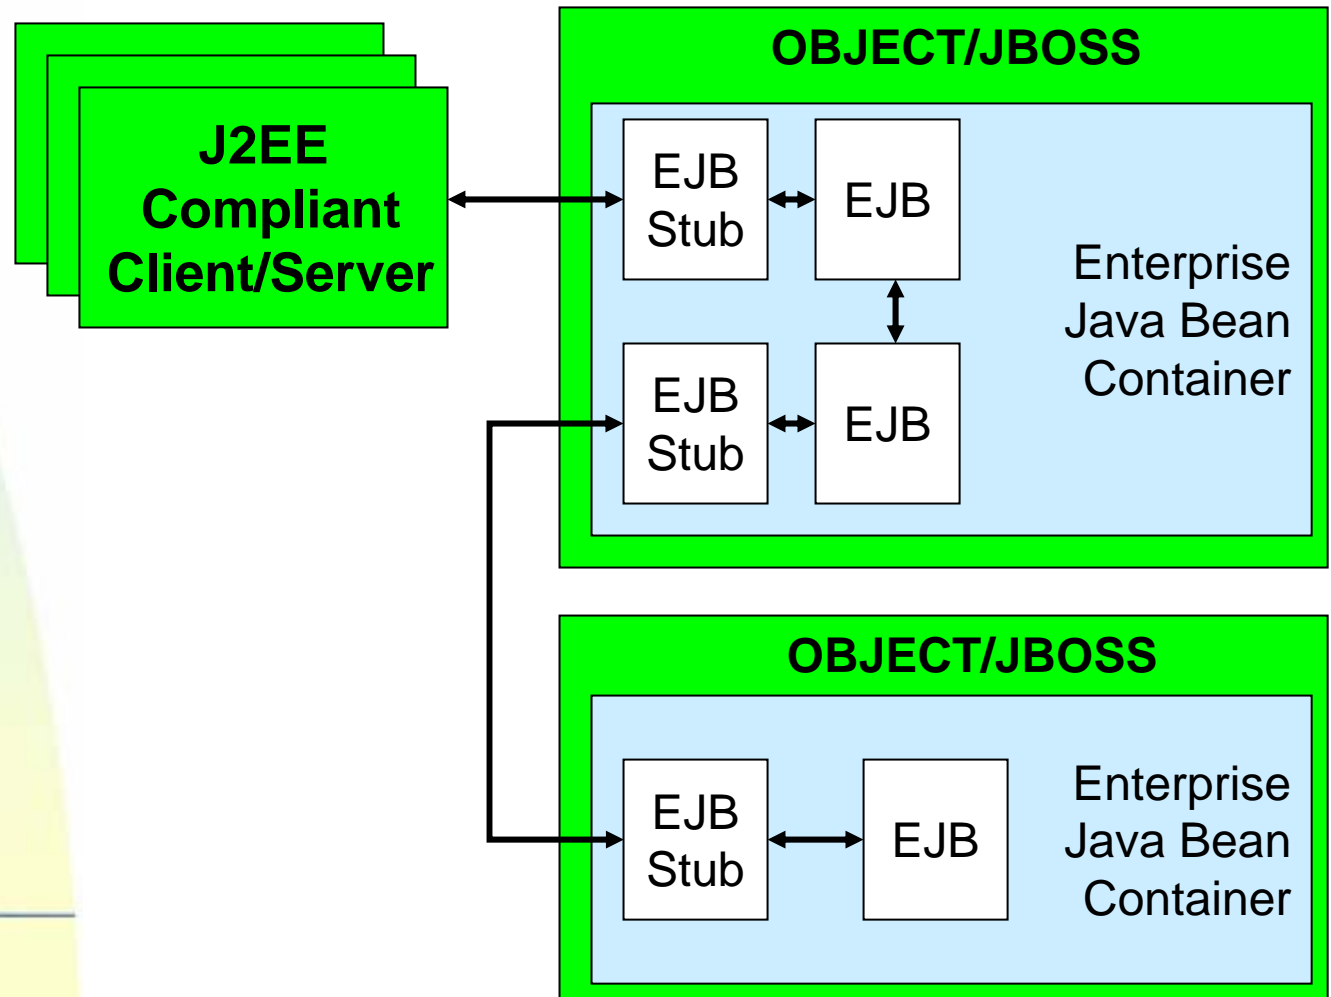 J2EE
Compliant
Client/Server
OBJECT/JBOSS
EJB
Stub
EJB
Enterprise
Java Bean
Container
EJB
Stub
EJB
OBJECT/JBOSS
EJB
Stub
EJB
Enterprise
Java Bean
Container